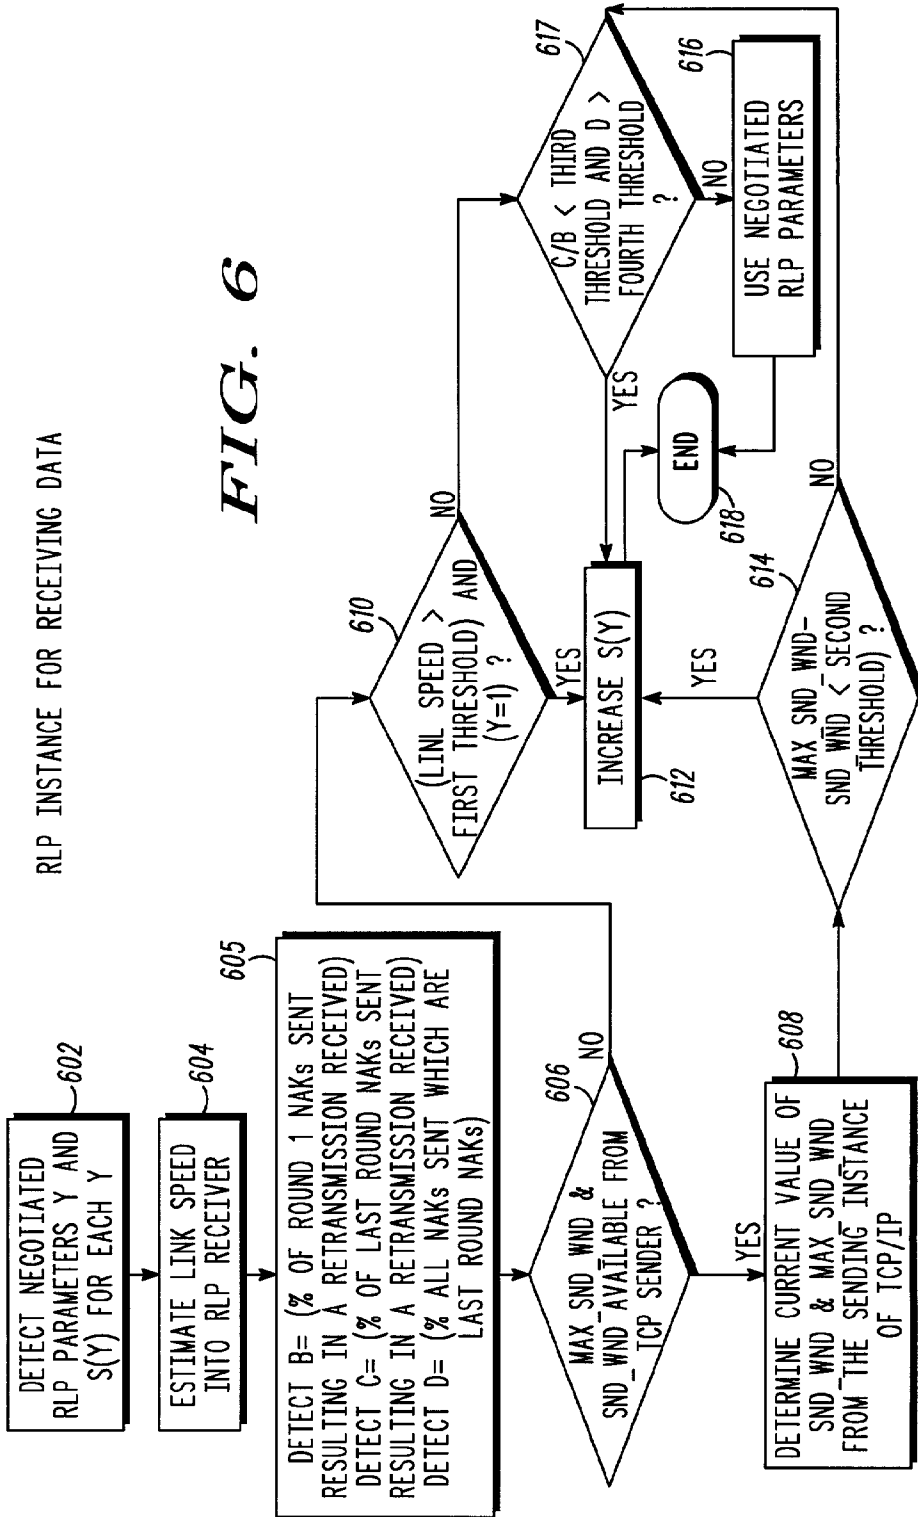 RLP INSTANCE FOR RECEIVING DATA
FIG. 6
DETECT NEGOTIATED
RLP PARAMETERS Y AND
S(Y) FOR EACH Y
602
ESTIMATE LINK SPEED
INTO RLP RECEIVER
604
DETECT B= (% OF ROUND 1 NAKs SENT
RESULTING IN A RETRANSMISSION RECEIVED)
DETECT C= (% OF LAST ROUND NAKs SENT
RESULTING IN A RETRANSMISSION RECEIVED)
DETECT D= (% ALL NAKs SENT WHICH ARE
LAST ROUND NAKs)
605
MAX_SND_WND &
SND_WND AVAILABLE FROM
TCP SENDER ?
606
NO
YES
DETERMINE CURRENT VALUE OF
SND_WND & MAX_SND_WND
FROM THE SENDING INSTANCE
OF TCP/IP
608
(LINL SPEED >
FIRST THRESHOLD) AND
(Y=1) ?
610
NO
YES
INCREASE S(Y)
612
YES
MAX_SND_WND-
SND_WND < SECOND
THRESHOLD) ?
614
NO
C/B < THIRD
THRESHOLD AND D >
FOURTH THRESHOLD
?
617
YES
NO
USE NEGOTIATED
RLP PARAMETERS
616
END
618